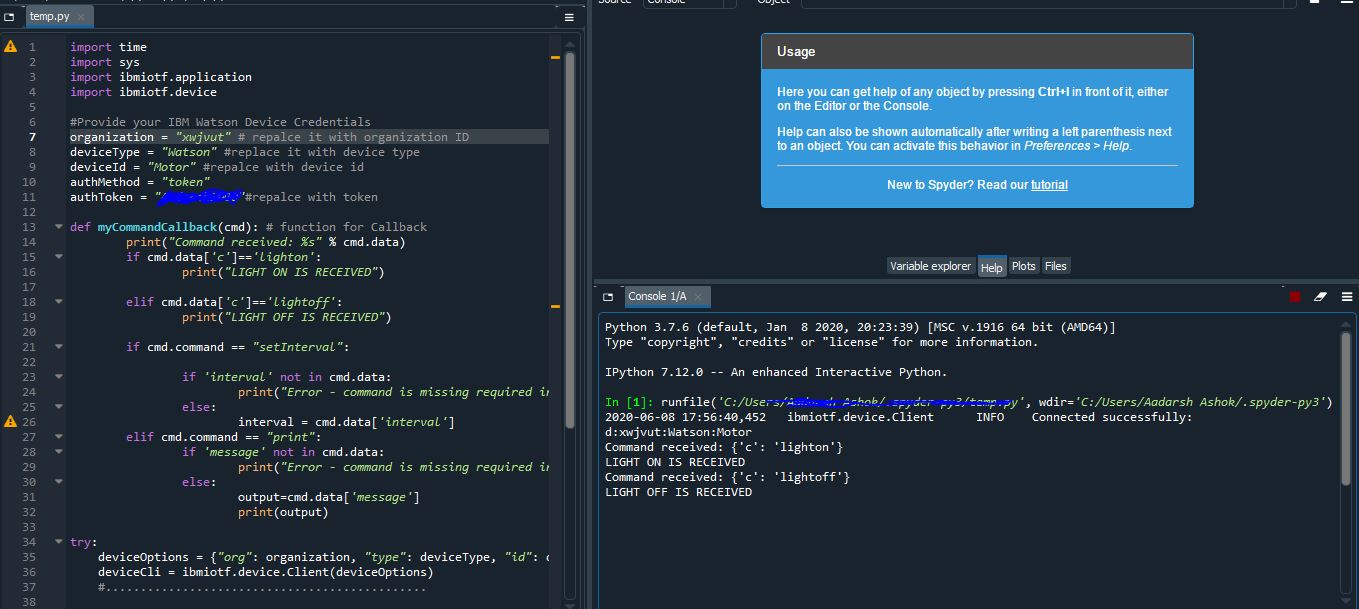 Source Console Object
temp.py
1 import time
2 import sys
3 import ibmiotf.application
4 import ibmiotf.device
5
6 #Provide your IBM Watson Device Credentials
7 organization = "xwjvut" # repalce it with organization ID
8 deviceType = "Watson" #replace it with device type
9 deviceId = "Motor" #repalce with device id
10 authMethod = "token"
11 authToken = " "#repalce with token
12
13 def myCommandCallback(cmd): # function for Callback
14 print("Command received: %s" % cmd.data)
15 if cmd.data['c']=='lighton':
16 print("LIGHT ON IS RECEIVED")
17
18 elif cmd.data['c']=='lightoff':
19 print("LIGHT OFF IS RECEIVED")
20
21 if cmd.command == "setInterval":
22
23 if 'interval' not in cmd.data:
24 print("Error - command is missing required in
25 else:
26 interval = cmd.data['interval']
27 elif cmd.command == "print":
28 if 'message' not in cmd.data:
29 print("Error - command is missing required in
30 else:
31 output=cmd.data['message']
32 print(output)
33
34 try:
35 deviceOptions = {"org": organization, "type": deviceType, "id":
36 deviceCli = ibmiotf.device.Client(deviceOptions)
37 #..............................................
38
Usage
Here you can get help of any object by pressing Ctrl+I in front of it, either
on the Editor or the Console.
Help can also be shown automatically after writing a left parenthesis next
to an object. You can activate this behavior in Preferences > Help.
New to Spyder? Read our tutorial
Variable explorer Help Plots Files
Console 1/A
Python 3.7.6 (default, Jan 8 2020, 20:23:39) [MSC v.1916 64 bit (AMD64)]
Type "copyright", "credits" or "license" for more information.
IPython 7.12.0 -- An enhanced Interactive Python.
In [1]: runfile('C:/Users/ Ashok/.spyder-py3/temp.py', wdir='C:/Users/Aadarsh Ashok/.spyder-py3')
2020-06-08 17:56:40,452 ibmiotf.device.Client INFO Connected successfully:
d:xwjvut:Watson:Motor
Command received: {'c': 'lighton'}
LIGHT ON IS RECEIVED
Command received: {'c': 'lightoff'}
LIGHT OFF IS RECEIVED